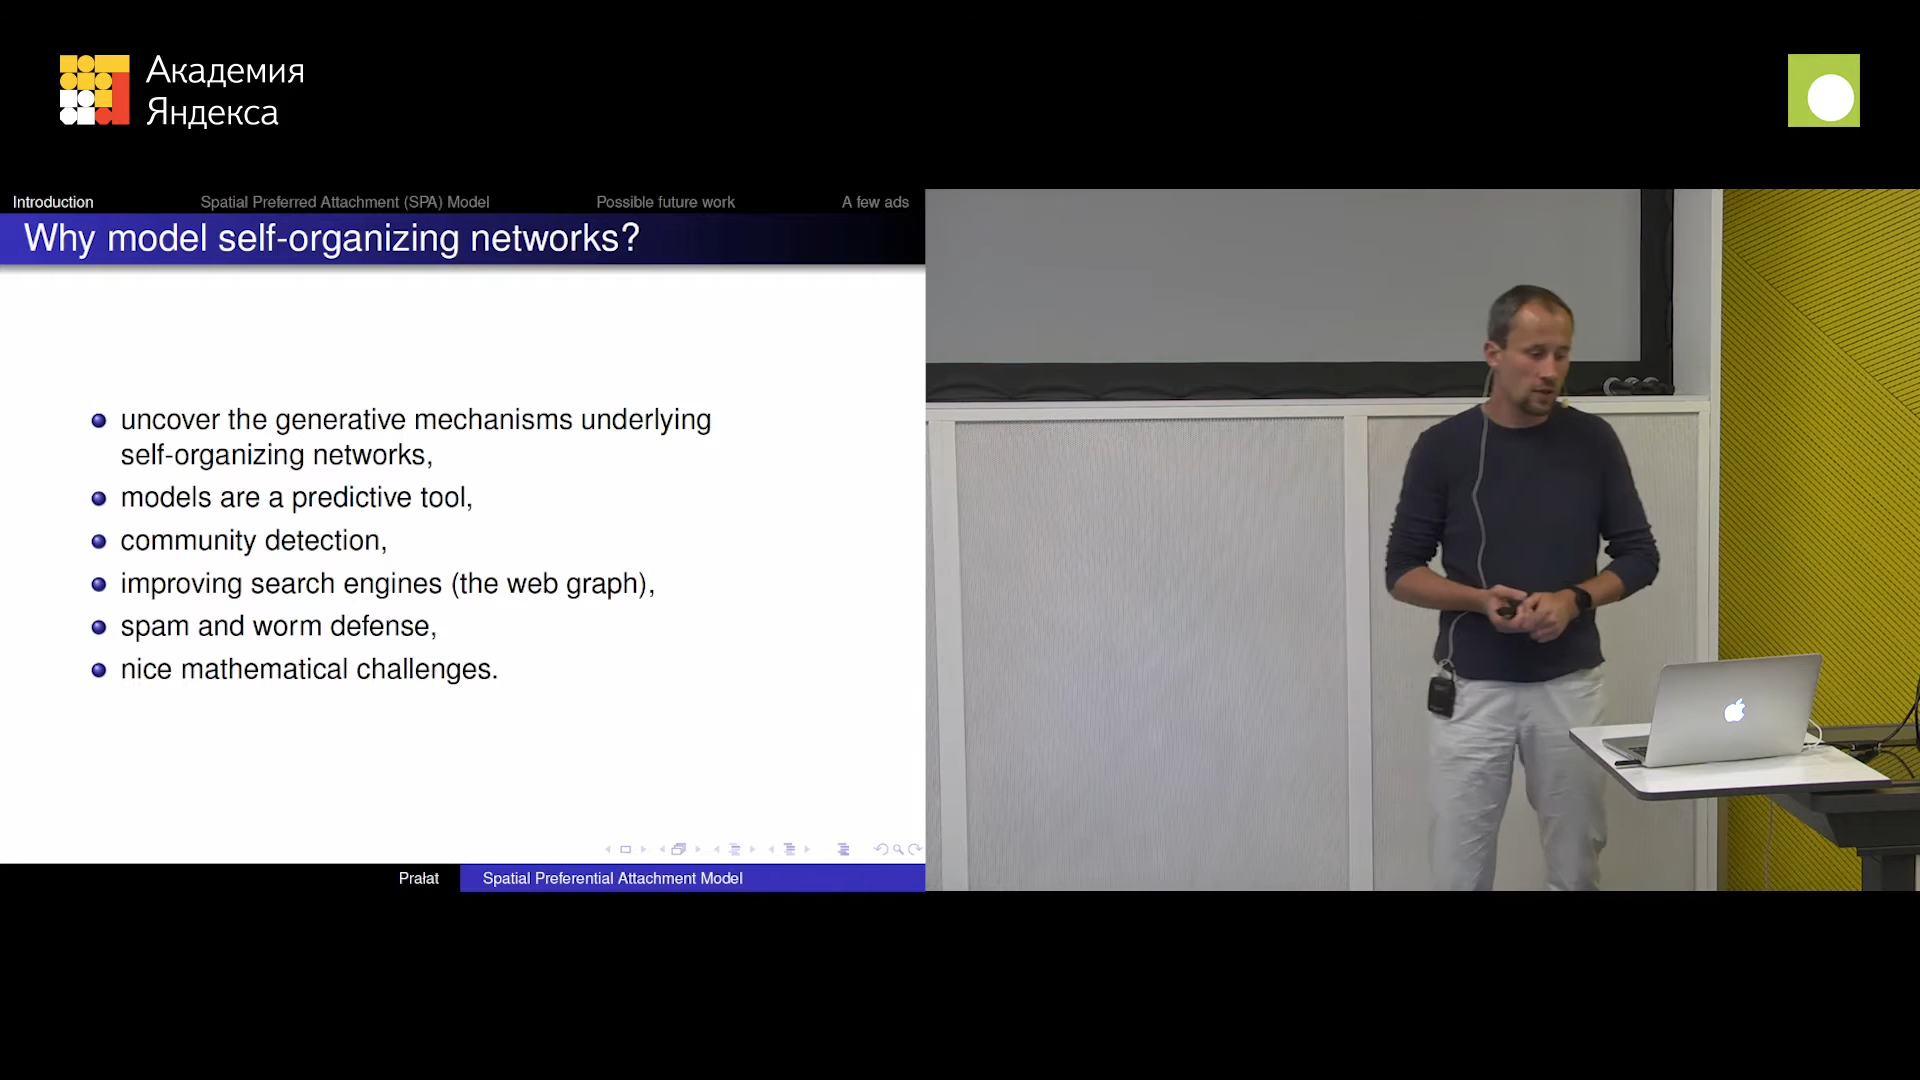 Академия
Яндекса
Introduction Spatial Preferred Attachment (SPA) Model Possible future work A few ads
Why model self-organizing networks?
uncover the generative mechanisms underlying
self-organizing networks,
models are a predictive tool,
community detection,
improving search engines (the web graph),
spam and worm defense,
nice mathematical challenges.
Prałat Spatial Preferential Attachment Model